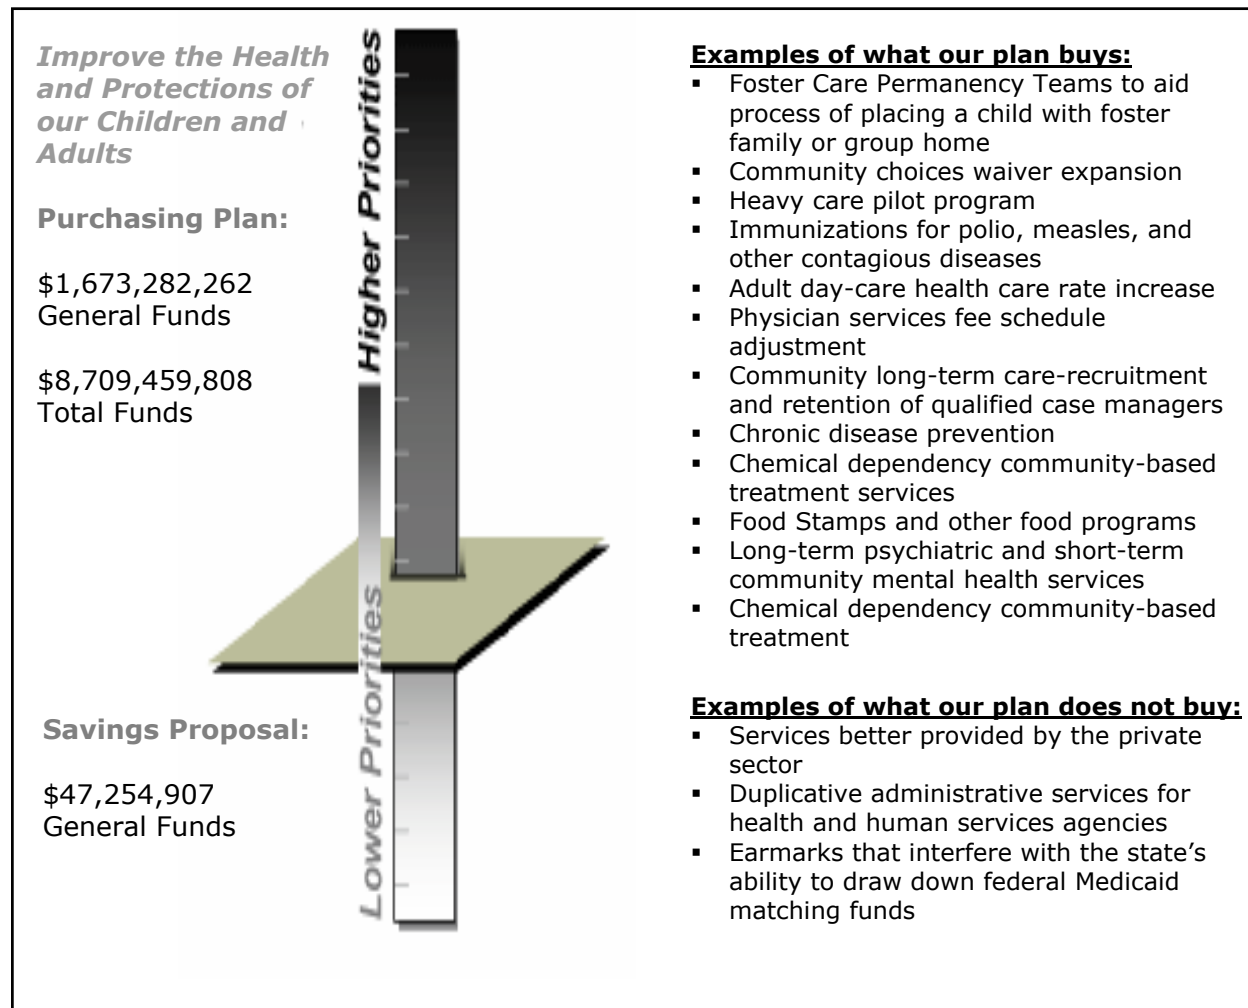 Improve the Health
and Protections of
our Children and
Adults
Purchasing Plan:
$1,673,282,262
General Funds
$8,709,459,808
Total Funds
Savings Proposal:
$47,254,907
General Funds
Higher Priorities
Lower Priorities
Examples of what our plan buys:
▪ Foster Care Permanency Teams to aid
process of placing a child with foster
family or group home
▪ Community choices waiver expansion
▪ Heavy care pilot program
▪ Immunizations for polio, measles, and
other contagious diseases
▪ Adult day-care health care rate increase
▪ Physician services fee schedule
adjustment
▪ Community long-term care-recruitment
and retention of qualified case managers
▪ Chronic disease prevention
▪ Chemical dependency community-based
treatment services
▪ Food Stamps and other food programs
▪ Long-term psychiatric and short-term
community mental health services
▪ Chemical dependency community-based
treatment
Examples of what our plan does not buy:
▪ Services better provided by the private
sector
▪ Duplicative administrative services for
health and human services agencies
▪ Earmarks that interfere with the state’s
ability to draw down federal Medicaid
matching funds